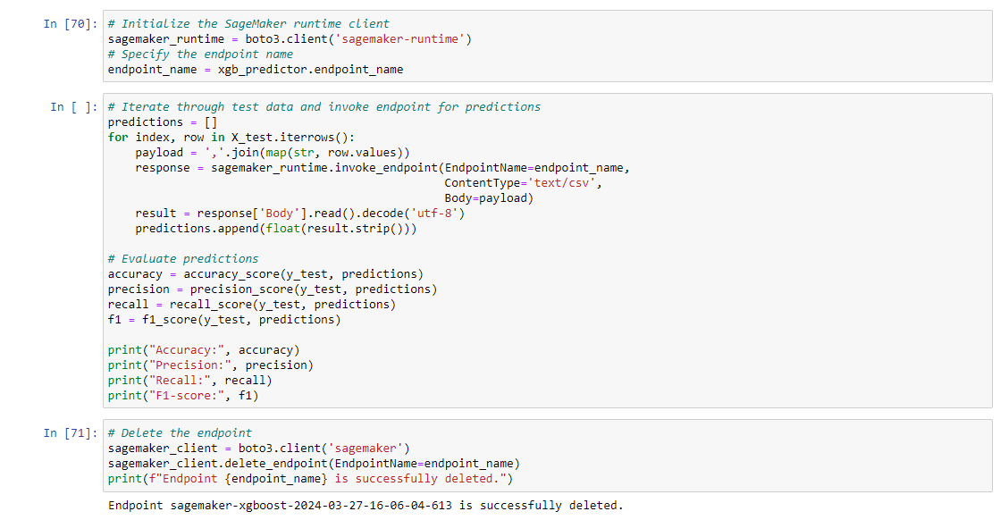 In [70]: # Initialize the SageMaker runtime client
sagemaker_runtime = boto3.client('sagemaker-runtime')
# Specify the endpoint name
endpoint_name = xgb_predictor.endpoint_name
In [ ]: # Iterate through test data and invoke endpoint for predictions
predictions = []
for index, row in X_test.iterrows():
    payload = ','.join(map(str, row.values))
    response = sagemaker_runtime.invoke_endpoint(EndpointName=endpoint_name,
                                                 ContentType='text/csv',
                                                 Body=payload)
    result = response['Body'].read().decode('utf-8')
    predictions.append(float(result.strip()))

# Evaluate predictions
accuracy = accuracy_score(y_test, predictions)
precision = precision_score(y_test, predictions)
recall = recall_score(y_test, predictions)
f1 = f1_score(y_test, predictions)

print("Accuracy:", accuracy)
print("Precision:", precision)
print("Recall:", recall)
print("F1-score:", f1)
In [71]: # Delete the endpoint
sagemaker_client = boto3.client('sagemaker')
sagemaker_client.delete_endpoint(EndpointName=endpoint_name)
print(f"Endpoint {endpoint_name} is successfully deleted.")
Endpoint sagemaker-xgboost-2024-03-27-16-06-04-613 is successfully deleted.